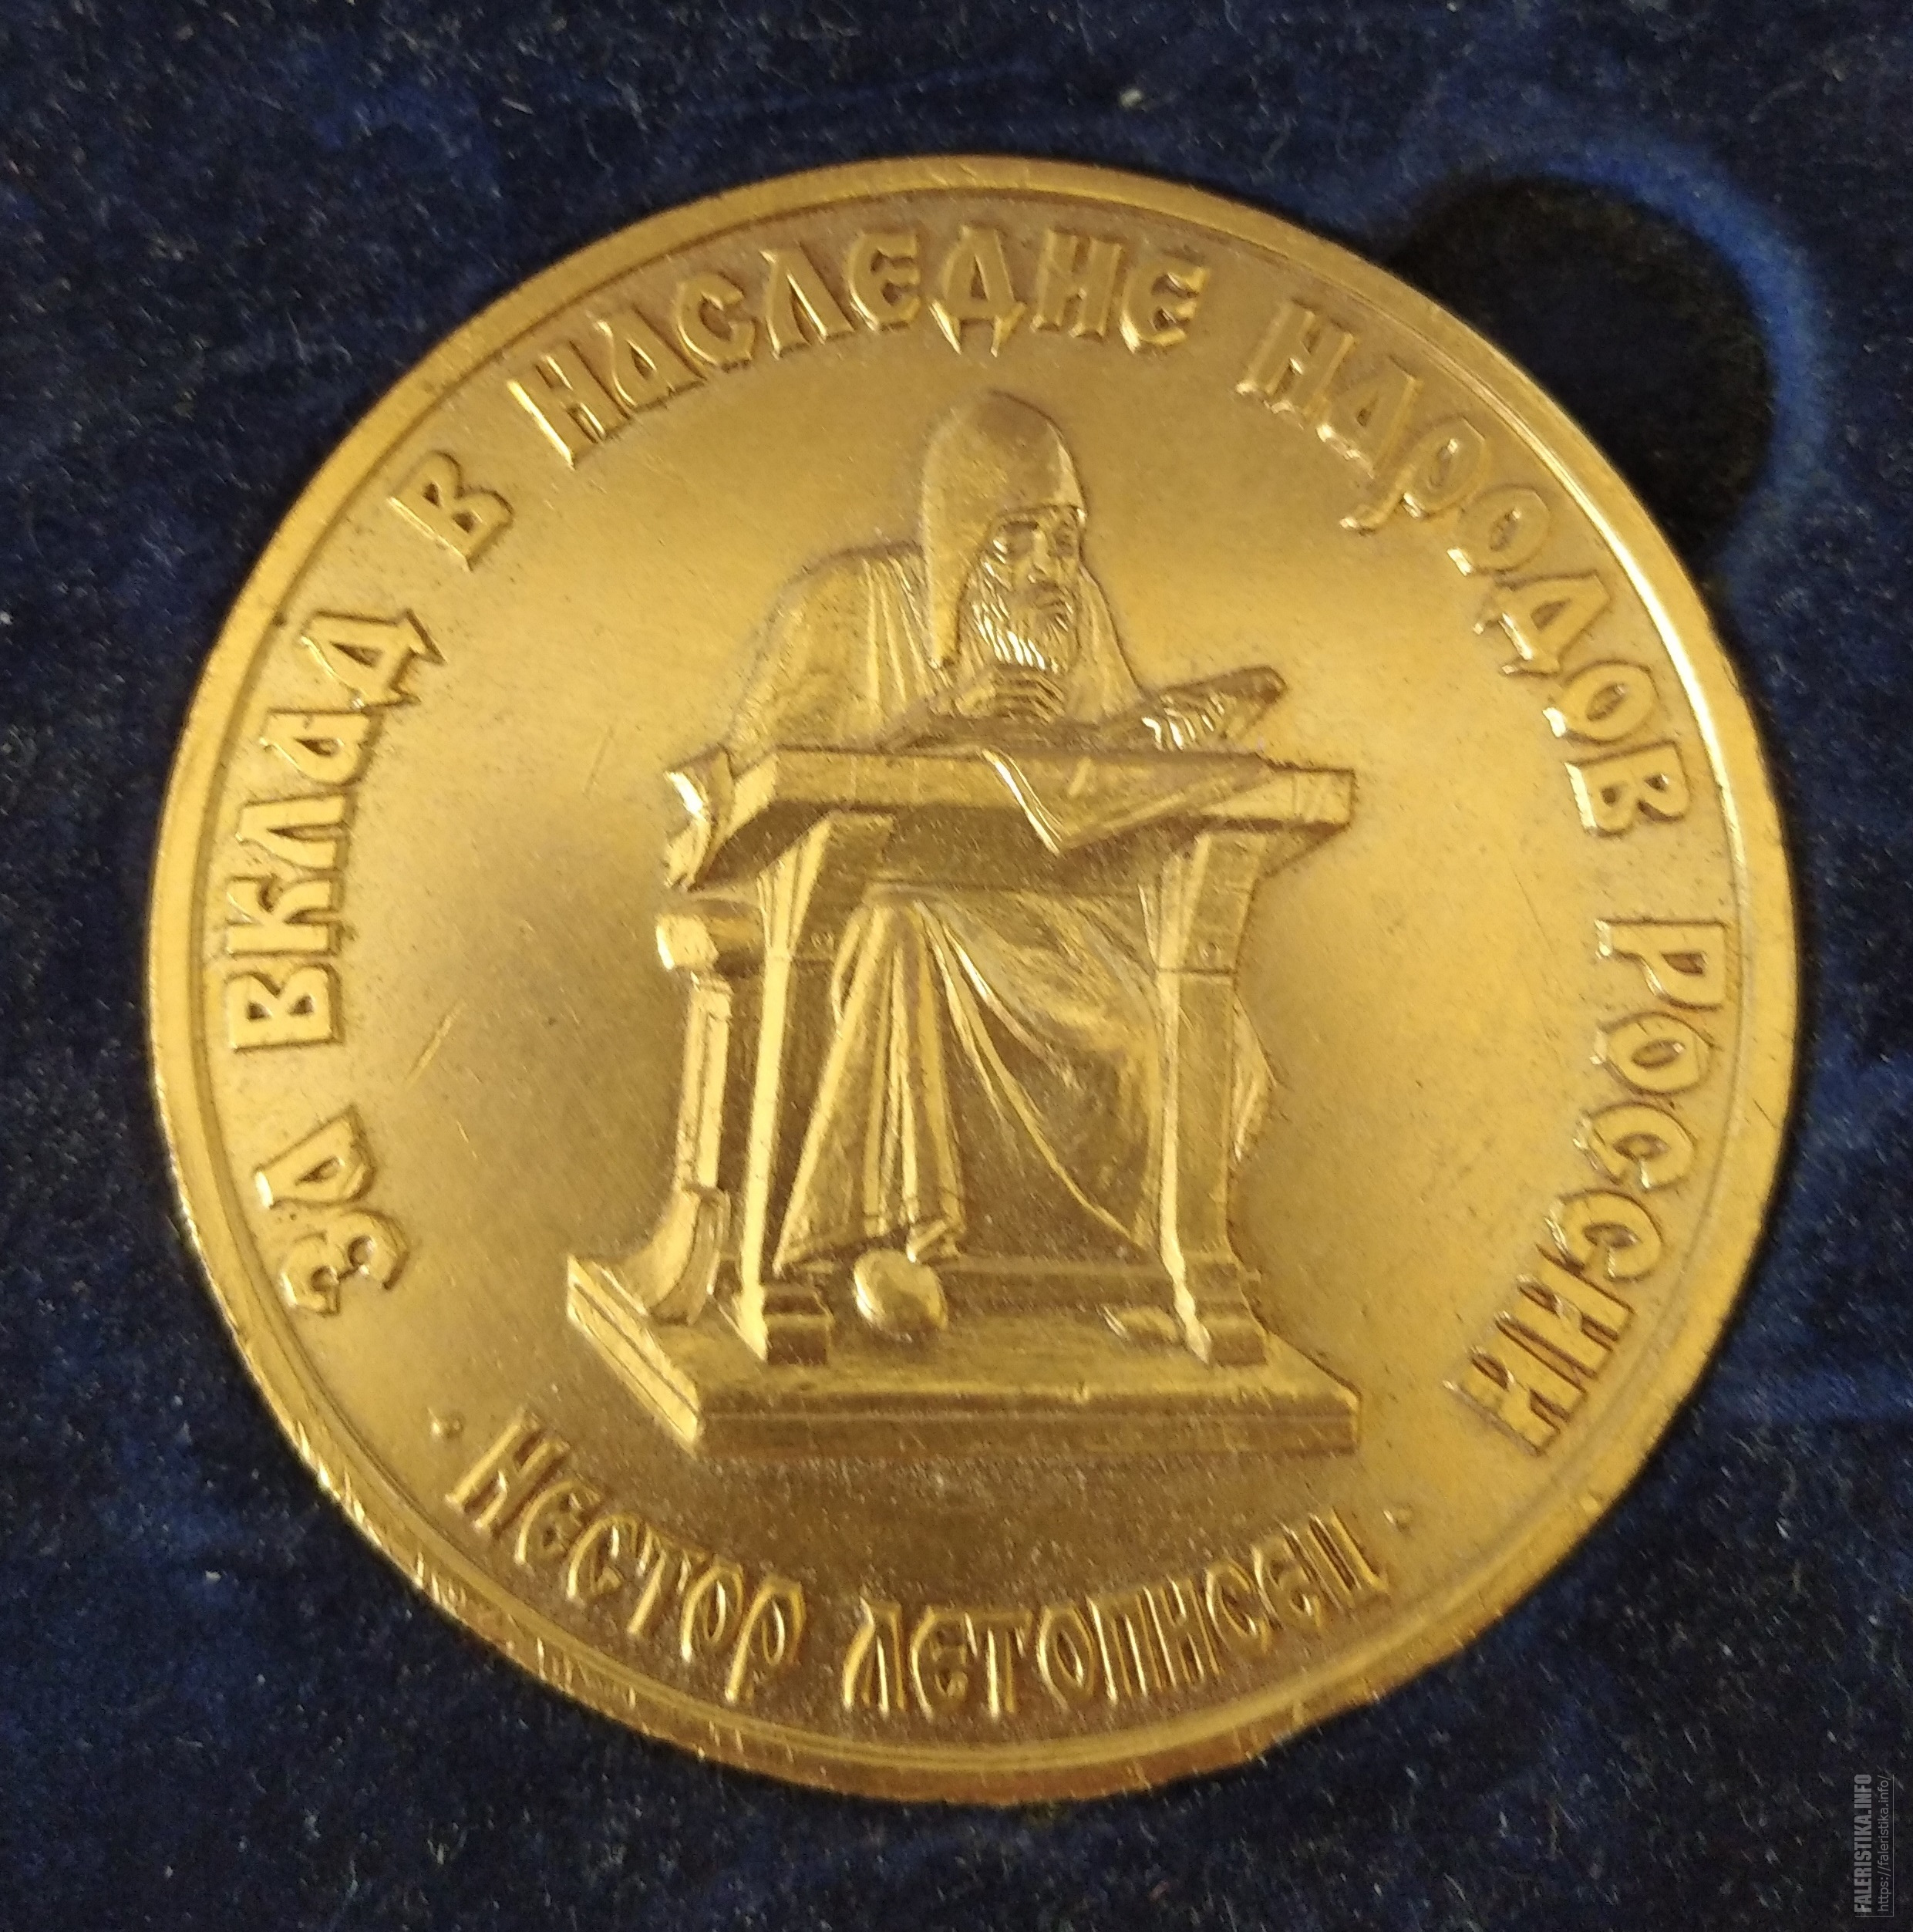 ЗА ВКЛАД В НАСЛЕДИЕ НАРОДОВ РОССИИ
· НЕСТОР ЛЕТОПИСЕЦ ·
FALERISTIKA.INFO
https://faleristika.info/